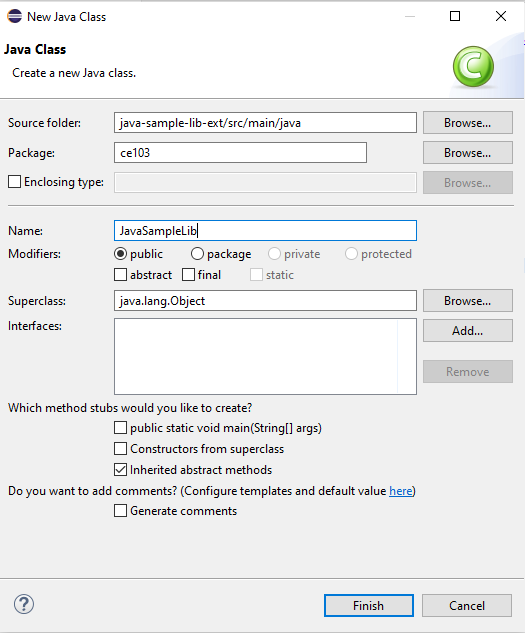 New Java Class
Java Class
Create a new Java class.
Source folder: java-sample-lib-ext/src/main/java Browse...
Package: ce103 Browse...
Enclosing type: Browse...
Name: JavaSampleLib
Modifiers: public package private protected
abstract final static
Superclass: java.lang.Object Browse...
Interfaces: Add...
Remove
Which method stubs would you like to create?
public static void main(String[] args)
Constructors from superclass
Inherited abstract methods
Do you want to add comments? (Configure templates and default value here)
Generate comments
? Finish Cancel